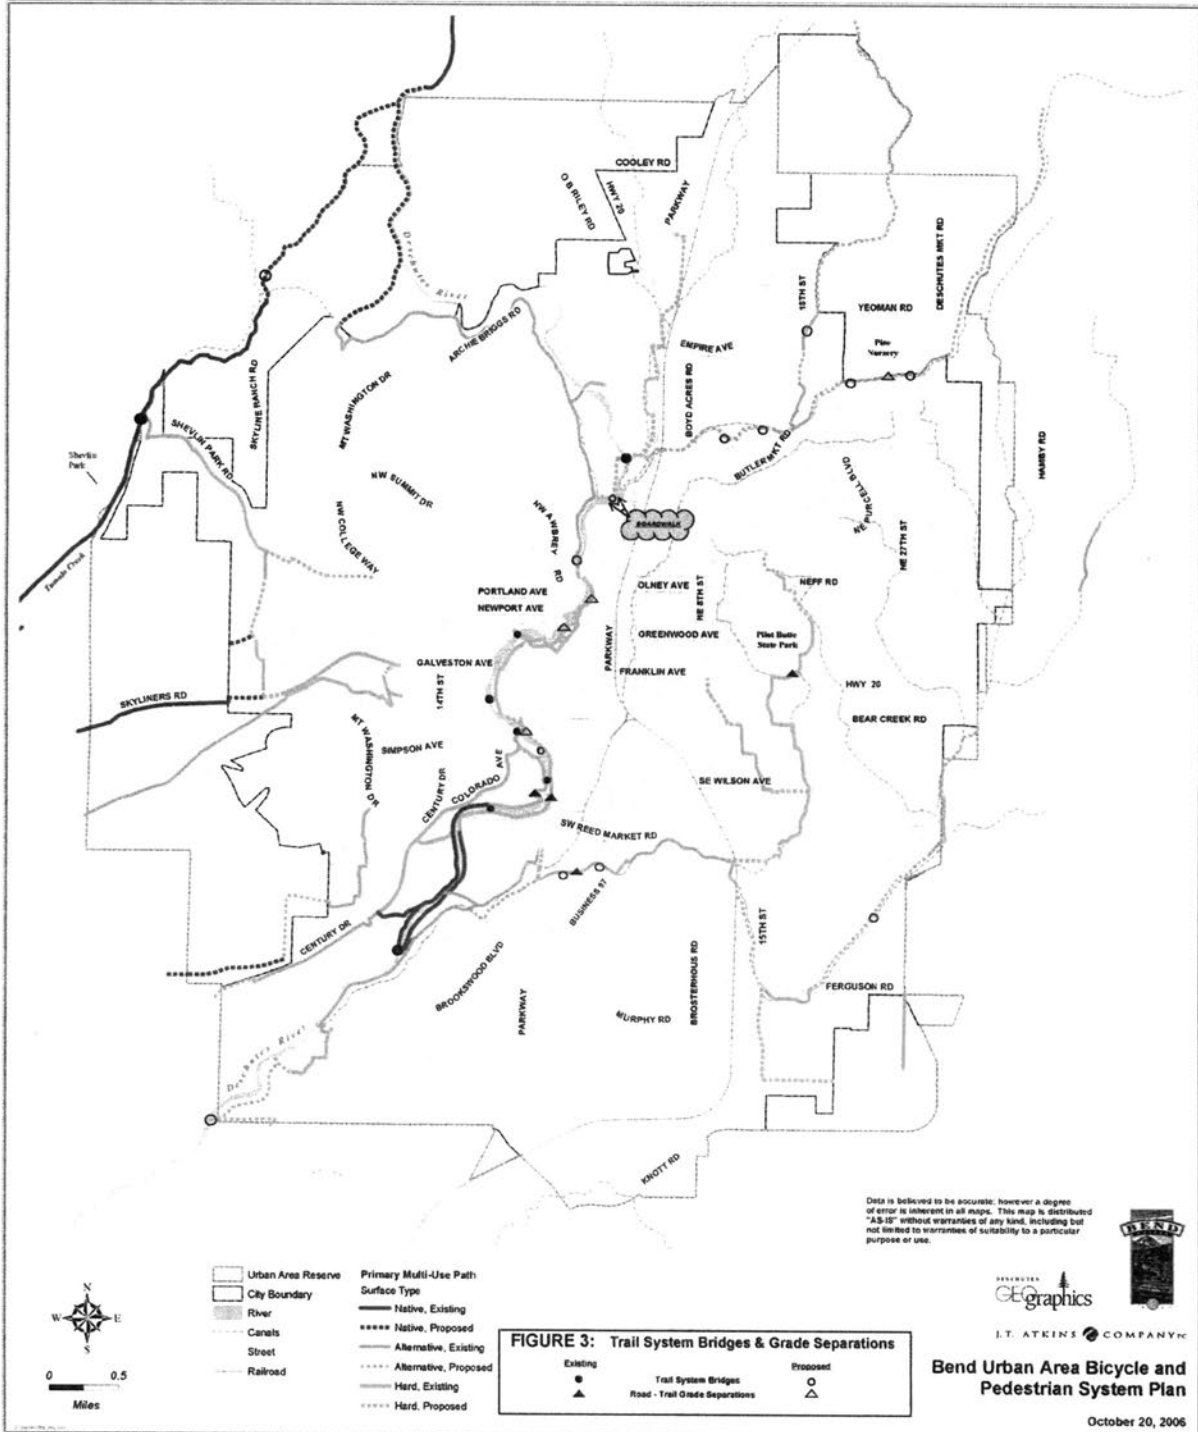 COOLEY RD
O B RILEY RD
HWY 20
PARKWAY
Deschutes River
DESCHUTES MKT RD
18TH ST
YEOMAN RD
Pine
Nursery
ARCHIE BRIGGS RD
EMPIRE AVE
BOYD ACRES RD
SKYLINE RANCH RD
MT WASHINGTON DR
SHEVLIN PARK RD
Shevlin
Park
BUTLER MKT RD
HAMBY RD
NE PURCELL BLVD
NW SUMMIT DR
NW COLLEGE WAY
NW AWBREY RD
BOARDWALK
NE 27TH ST
Tumalo Creek
PORTLAND AVE
NEWPORT AVE
OLNEY AVE
NE 8TH ST
NEFF RD
GREENWOOD AVE
Pilot Butte
State Park
PARKWAY
GALVESTON AVE
FRANKLIN AVE
14TH ST
HWY 20
SKYLINERS RD
BEAR CREEK RD
MT WASHINGTON DR
SIMPSON AVE
CENTURY DR
COLORADO AVE
SE WILSON AVE
SW REED MARKET RD
BUSINESS 97
15TH ST
CENTURY DR
BROOKSWOOD BLVD
BROSTERHOUS RD
FERGUSON RD
PARKWAY
MURPHY RD
Deschutes River
KNOTT RD
Data is believed to be accurate; however a degree
of error is inherent in all maps. This map is distributed
"AS-IS" without warranties of any kind, including but
not limited to warranties of suitability to a particular
purpose or use.
BEND
N
W E
S
0 0.5
Miles
Urban Area Reserve
City Boundary
River
Canals
Street
Railroad
Primary Multi-Use Path
Surface Type
Native, Existing
Native, Proposed
Alternative, Existing
Alternative, Proposed
Hard, Existing
Hard, Proposed
FIGURE 3: Trail System Bridges & Grade Separations
Existing Proposed
Trail System Bridges
Road - Trail Grade Separations
DESCHUTES
GEOgraphics
J.T. ATKINS COMPANY PC
Bend Urban Area Bicycle and
Pedestrian System Plan
October 20, 2006